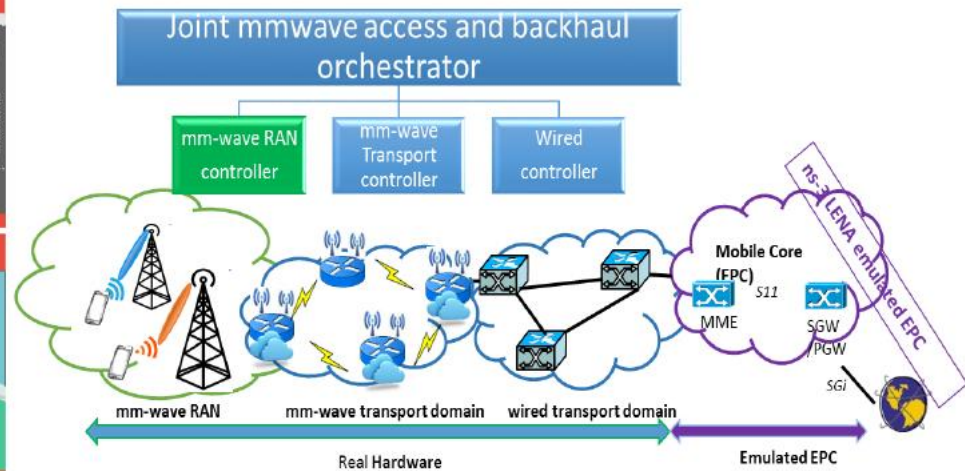 Joint mmwave access and backhaul
orchestrator
mm-wave RAN
controller
mm-wave
Transport
controller
Wired
controller
ns-3 LENA emulated EPC
Mobile Core
(EPC)
S11
MME
SGW
/PGW
SGi
mm-wave RAN
mm-wave transport domain
wired transport domain
Real Hardware
Emulated EPC